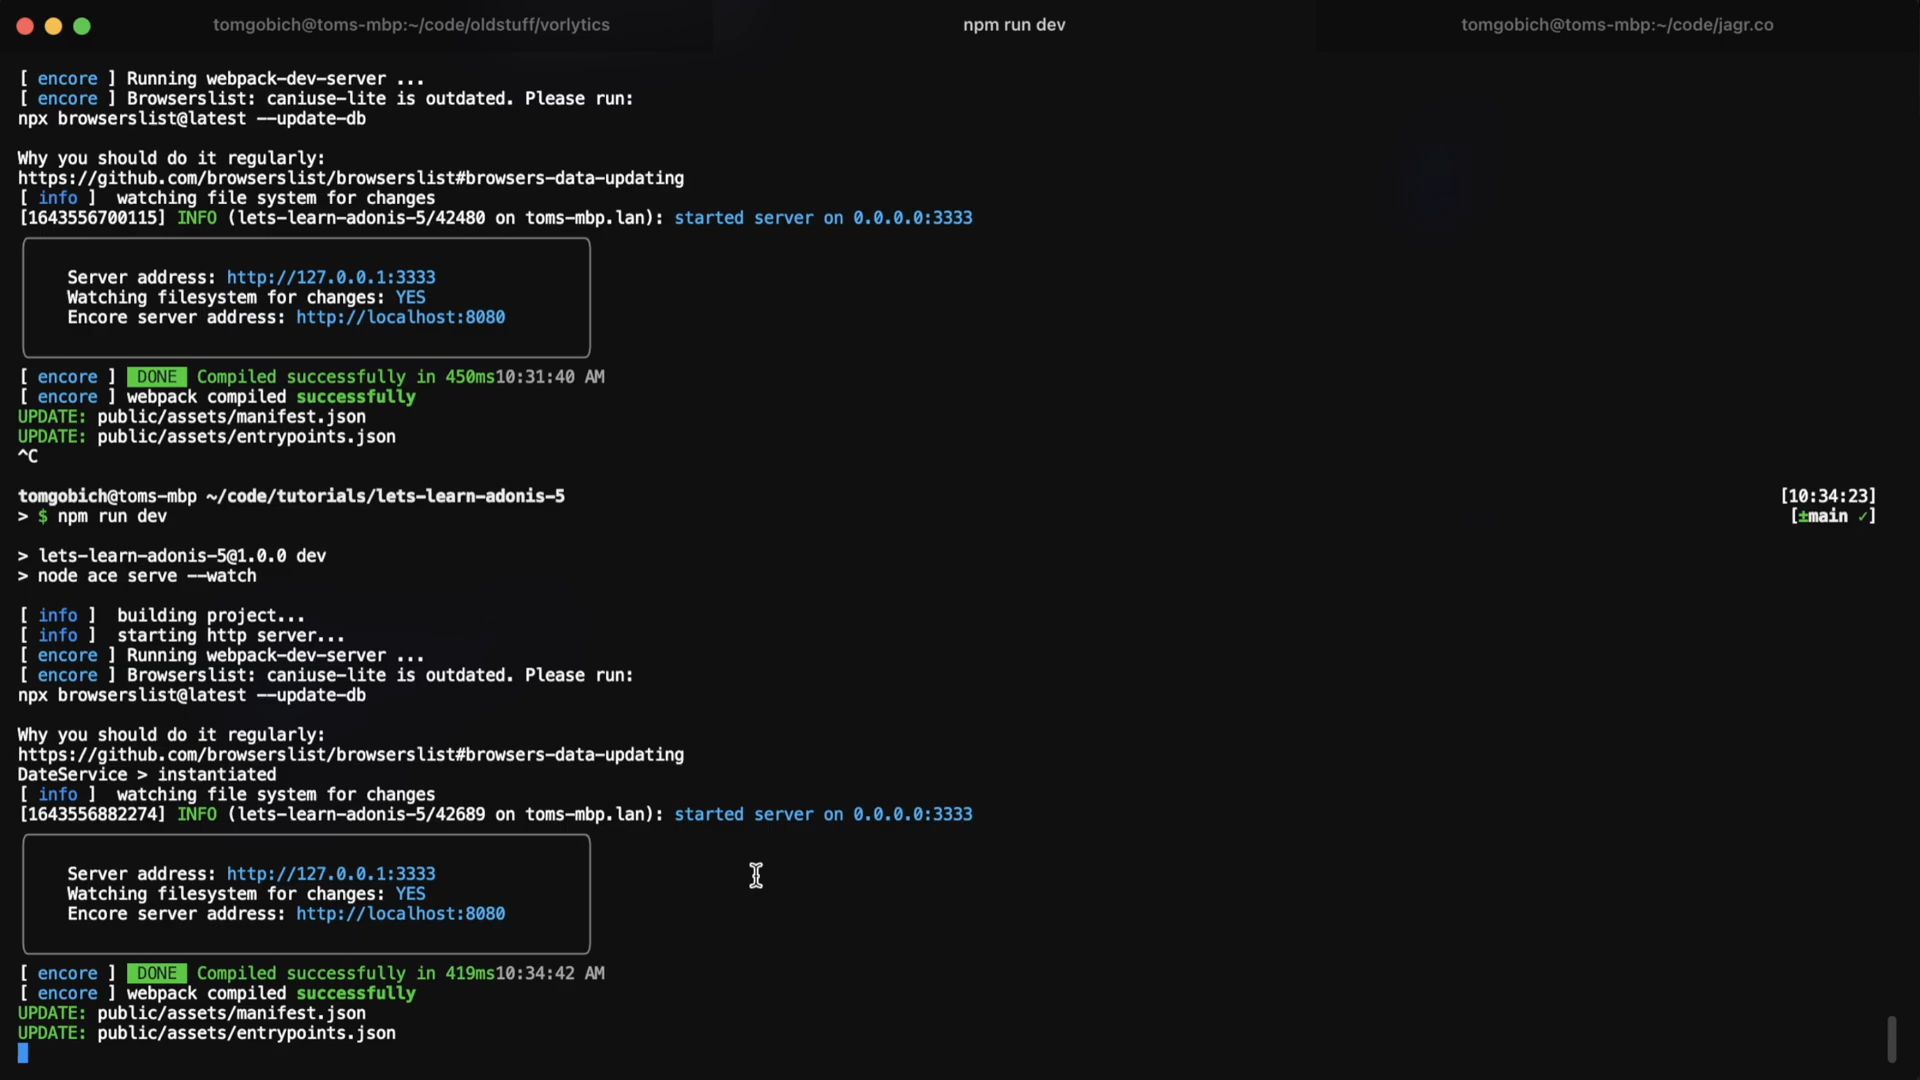 tomgobich@toms-mbp:~/code/oldstuff/vorlytics npm run dev tomgobich@toms-mbp:~/code/jagr.co
[ encore ] Running webpack-dev-server ...
[ encore ] Browserslist: caniuse-lite is outdated. Please run:
npx browserslist@latest --update-db
Why you should do it regularly:
https://github.com/browserslist/browserslist#browsers-data-updating
[ info ]  watching file system for changes
[1643556700115] INFO (lets-learn-adonis-5/42480 on toms-mbp.lan): started server on 0.0.0.0:3333
Server address: http://127.0.0.1:3333
Watching filesystem for changes: YES
Encore server address: http://localhost:8080
[ encore ] DONE Compiled successfully in 450ms10:31:40 AM
[ encore ] webpack compiled successfully
UPDATE: public/assets/manifest.json
UPDATE: public/assets/entrypoints.json
^C
tomgobich@toms-mbp ~/code/tutorials/lets-learn-adonis-5 [10:34:23]
> $ npm run dev [±main ✓]
> lets-learn-adonis-5@1.0.0 dev
> node ace serve --watch
[ info ]  building project...
[ info ]  starting http server...
[ encore ] Running webpack-dev-server ...
[ encore ] Browserslist: caniuse-lite is outdated. Please run:
npx browserslist@latest --update-db
Why you should do it regularly:
https://github.com/browserslist/browserslist#browsers-data-updating
DateService > instantiated
[ info ]  watching file system for changes
[1643556882274] INFO (lets-learn-adonis-5/42689 on toms-mbp.lan): started server on 0.0.0.0:3333
Server address: http://127.0.0.1:3333
Watching filesystem for changes: YES
Encore server address: http://localhost:8080
[ encore ] DONE Compiled successfully in 419ms10:34:42 AM
[ encore ] webpack compiled successfully
UPDATE: public/assets/manifest.json
UPDATE: public/assets/entrypoints.json